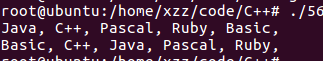 root@ubuntu:/home/xzz/code/C++# ./56
Java, C++, Pascal, Ruby, Basic,
Basic, C++, Java, Pascal, Ruby,